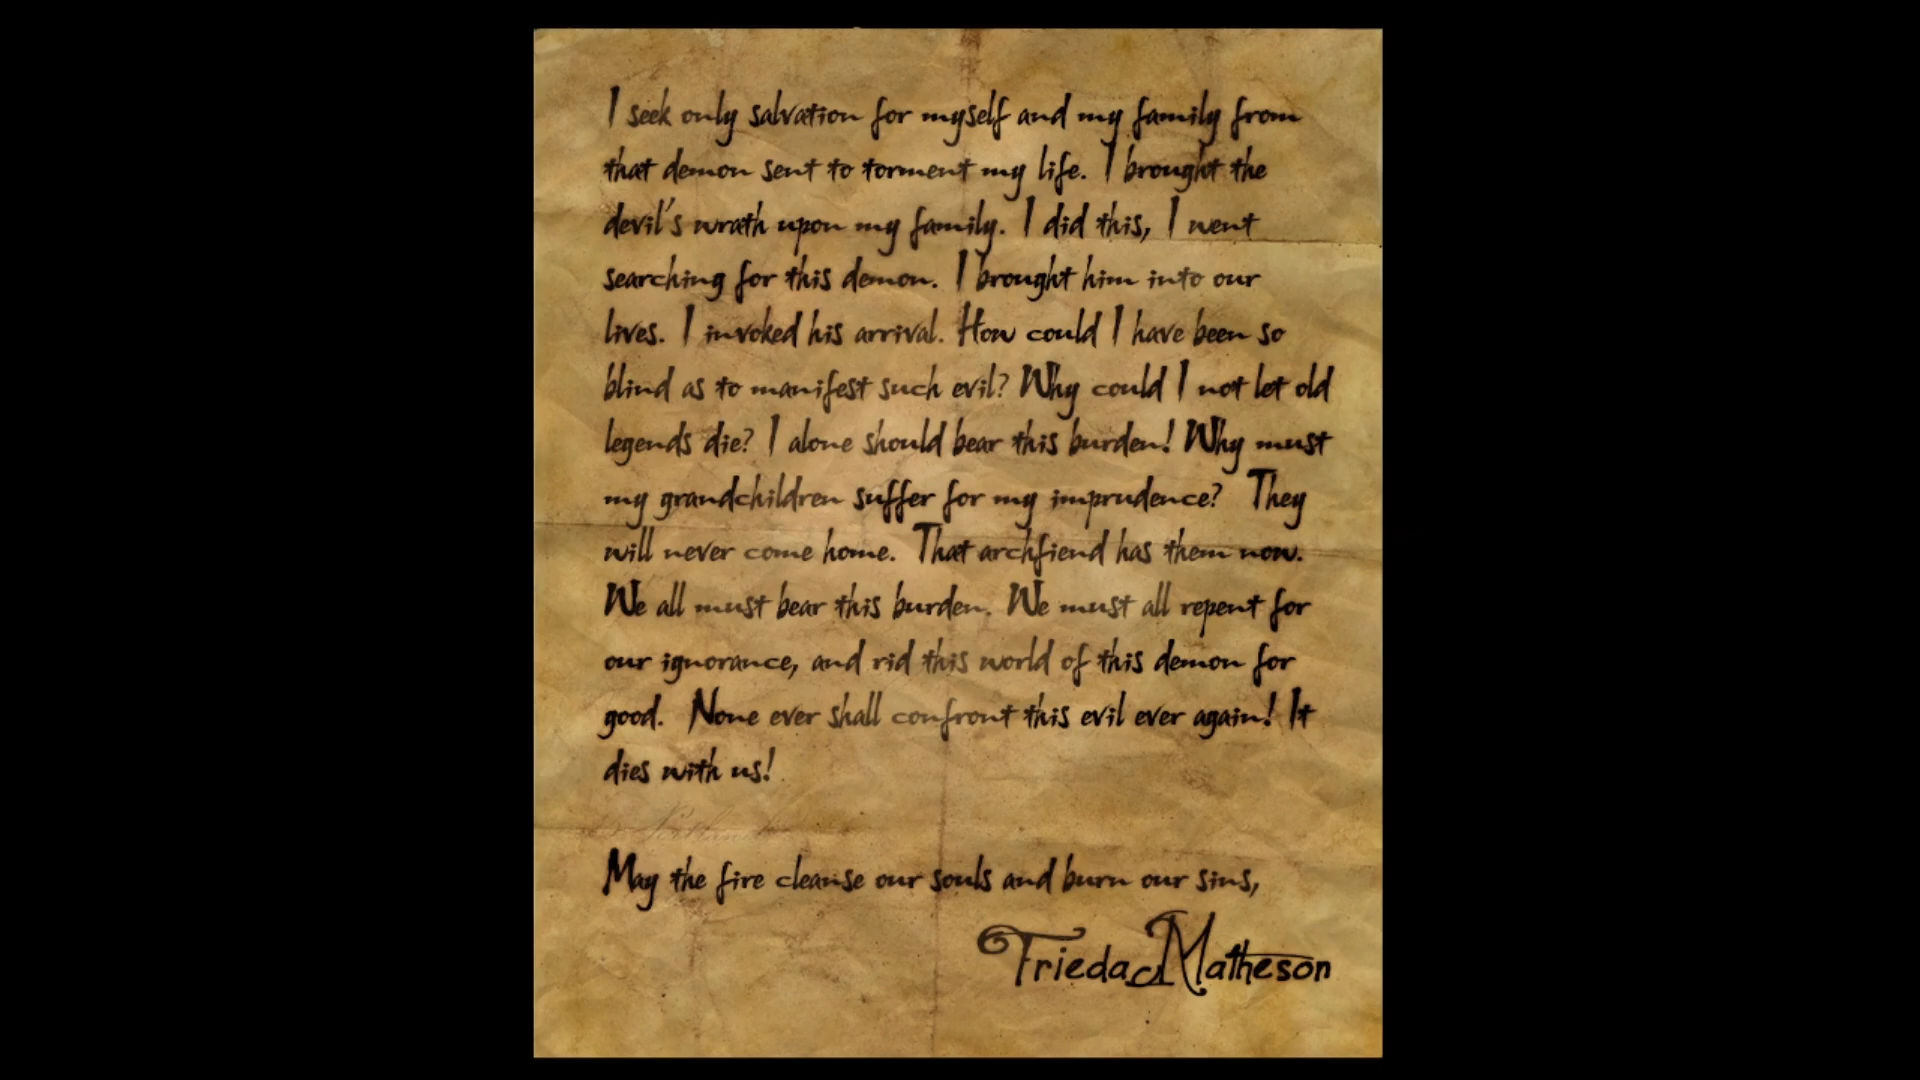 I seek only salvation for myself and my family from
that demon sent to torment my life. I brought the
devil's wrath upon my family. I did this, I went
searching for this demon. I brought him into our
lives. I invoked his arrival. How could I have been so
blind as to manifest such evil? Why could I not let old
legends die? I alone should bear this burden! Why must
my grandchildren suffer for my imprudence? They
will never come home. That archfiend has them now.
We all must bear this burden. We must all repent for
our ignorance, and rid this world of this demon for
good. None ever shall confront this evil ever again! It
dies with us!
May the fire cleanse our souls and burn our sins,
Frieda Matheson